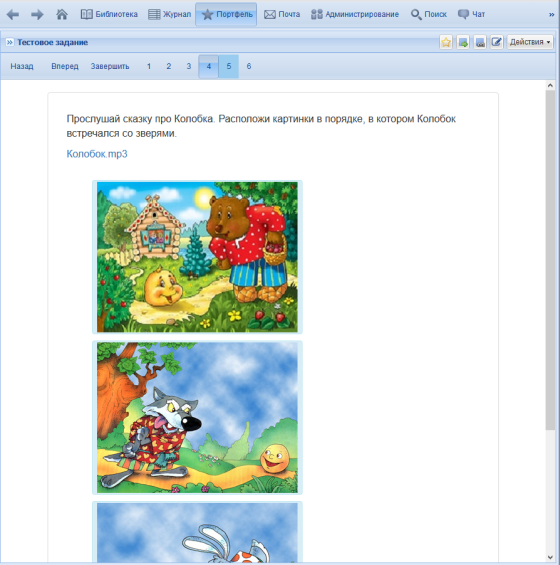 Библиотека Журнал Портфель Почта Администрирование Поиск Чат »
Тестовое задание Действия
Назад Вперед Завершить 1 2 3 4 5 6
Прослушай сказку про Колобка. Расположи картинки в порядке, в котором Колобок
встречался со зверями.
Колобок.mp3